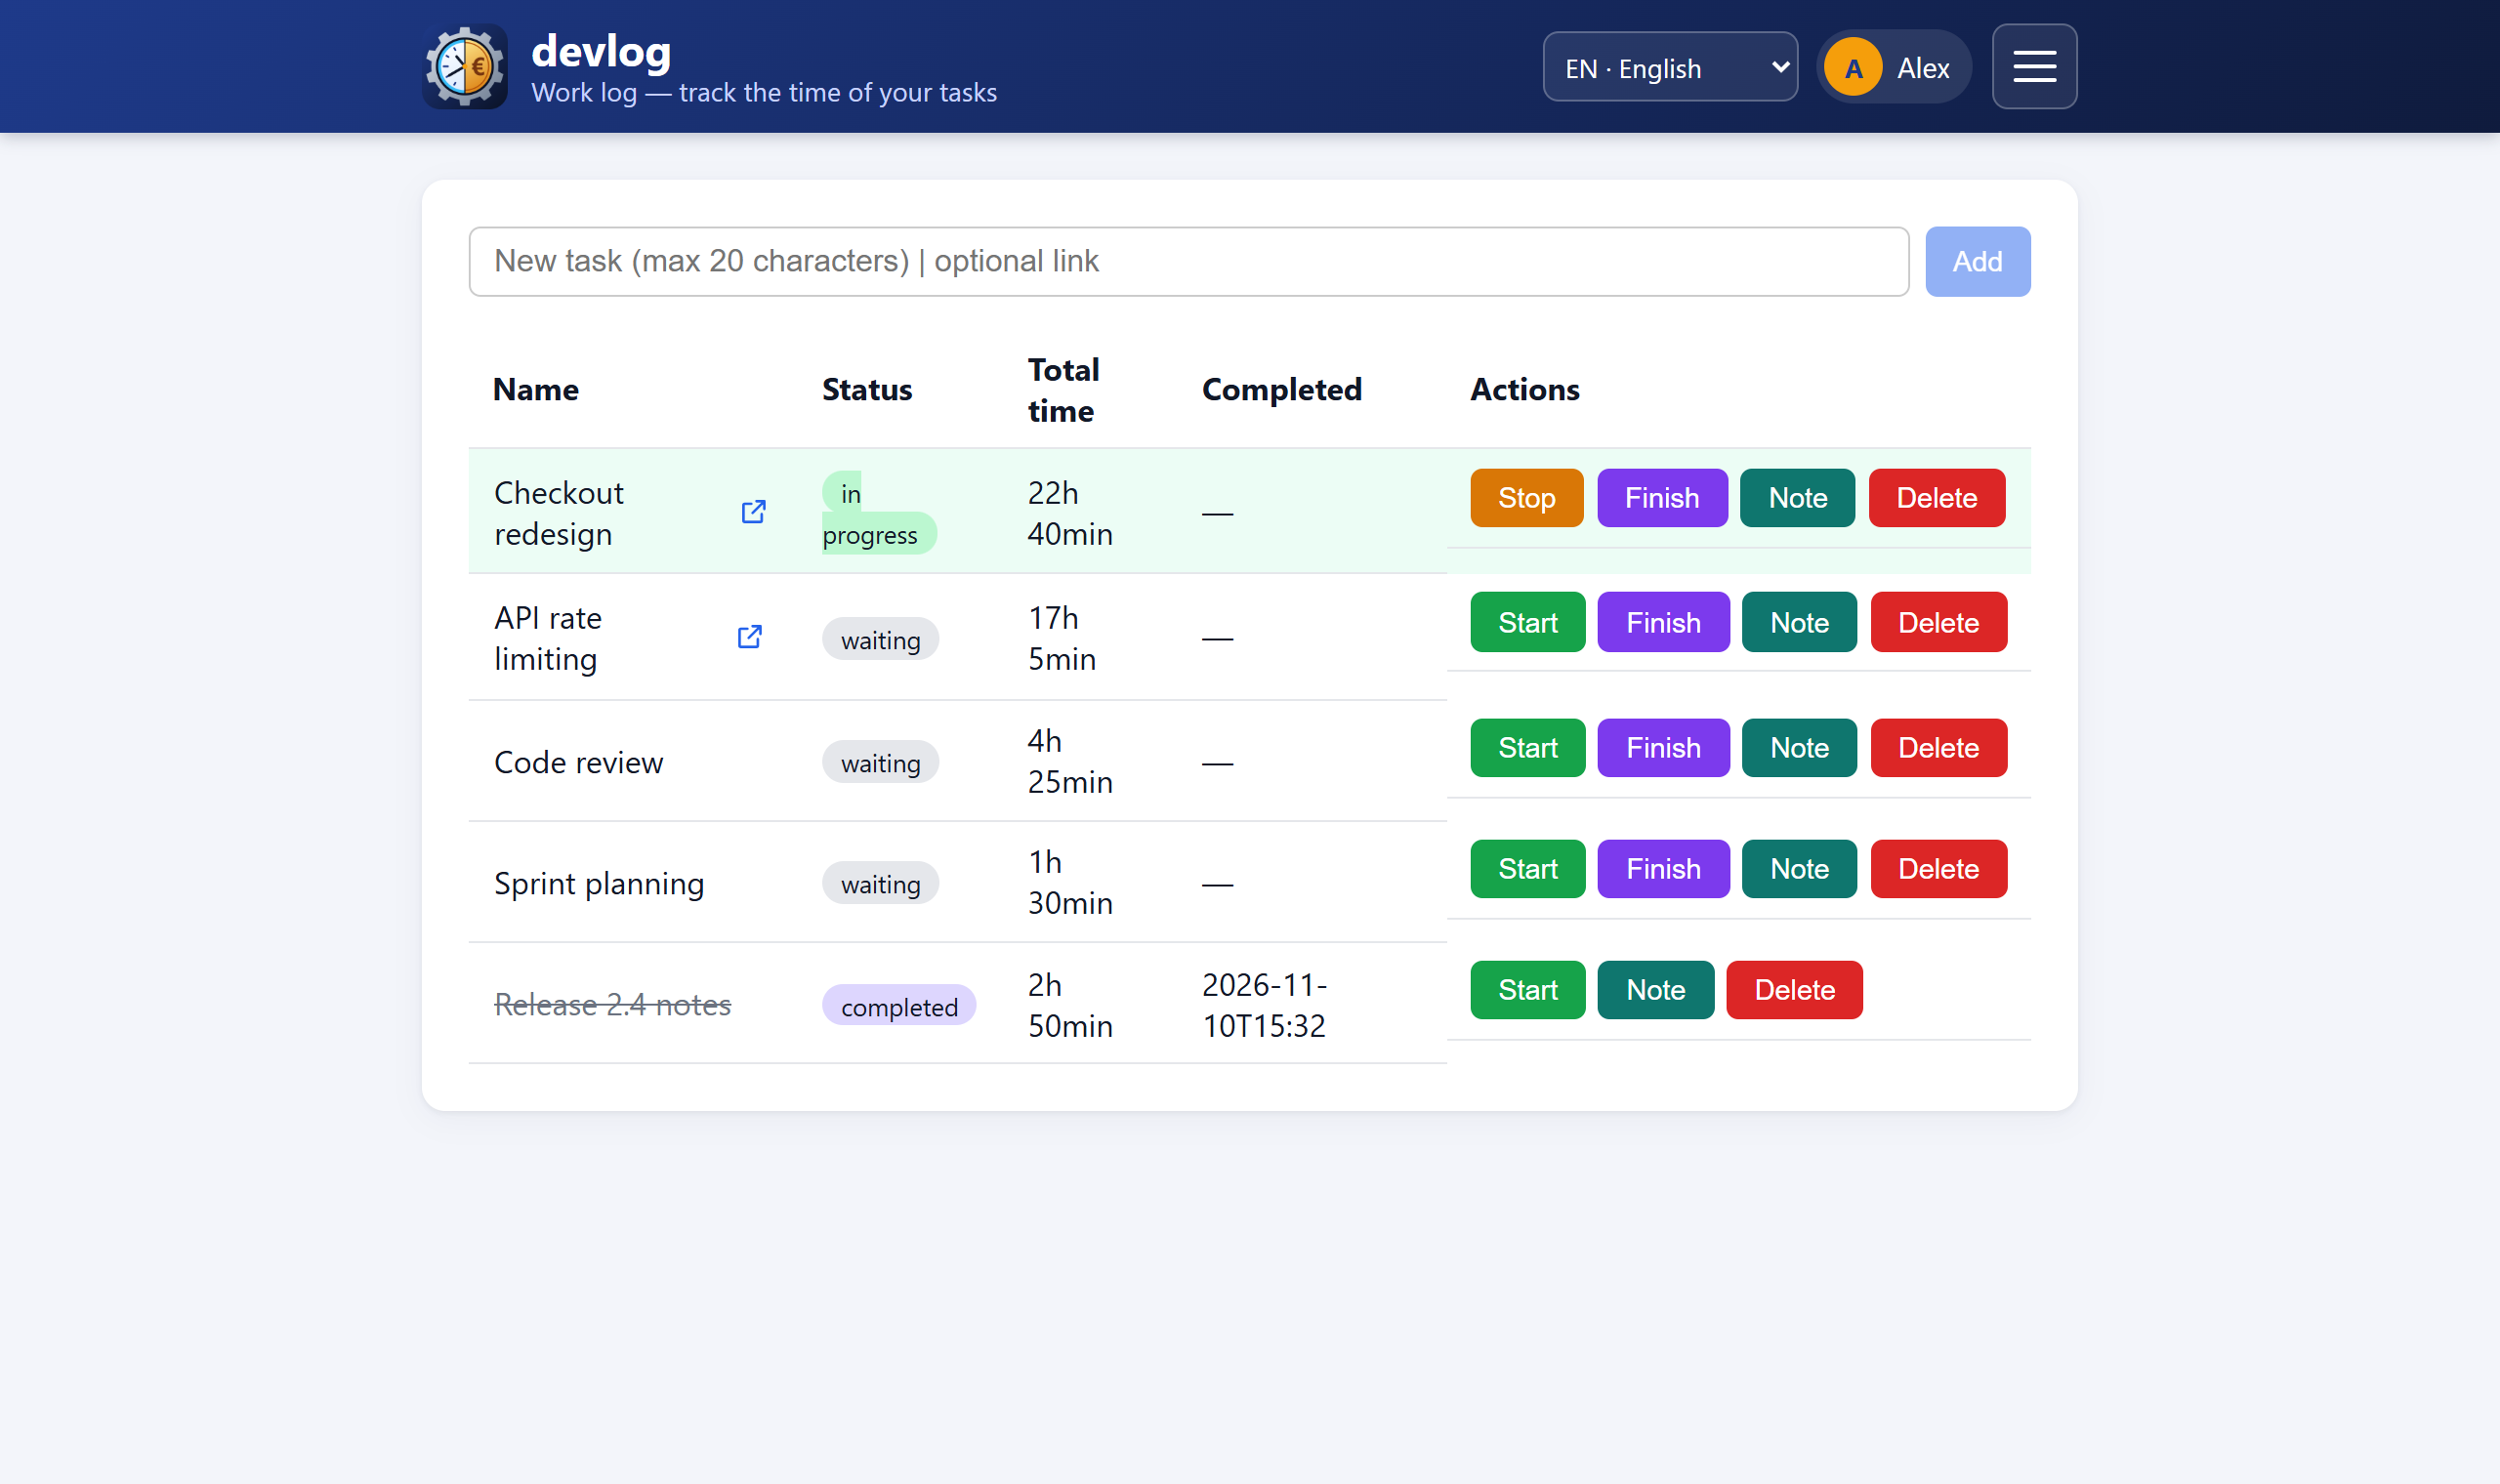 devlog
Work log — track the time of your tasks
EN · English
A
Alex
€
New task (max 20 characters) | optional link
Add
Name
Status
Total
time
Completed
Actions
Checkout
redesign
in
progress
22h
40min
—
Stop
Finish
Note
Delete
API rate
limiting
waiting
17h
5min
—
Start
Finish
Note
Delete
Code review
waiting
4h
25min
—
Start
Finish
Note
Delete
Sprint planning
waiting
1h
30min
—
Start
Finish
Note
Delete
Release 2.4 notes
completed
2h
50min
2026-11-
10T15:32
Start
Note
Delete